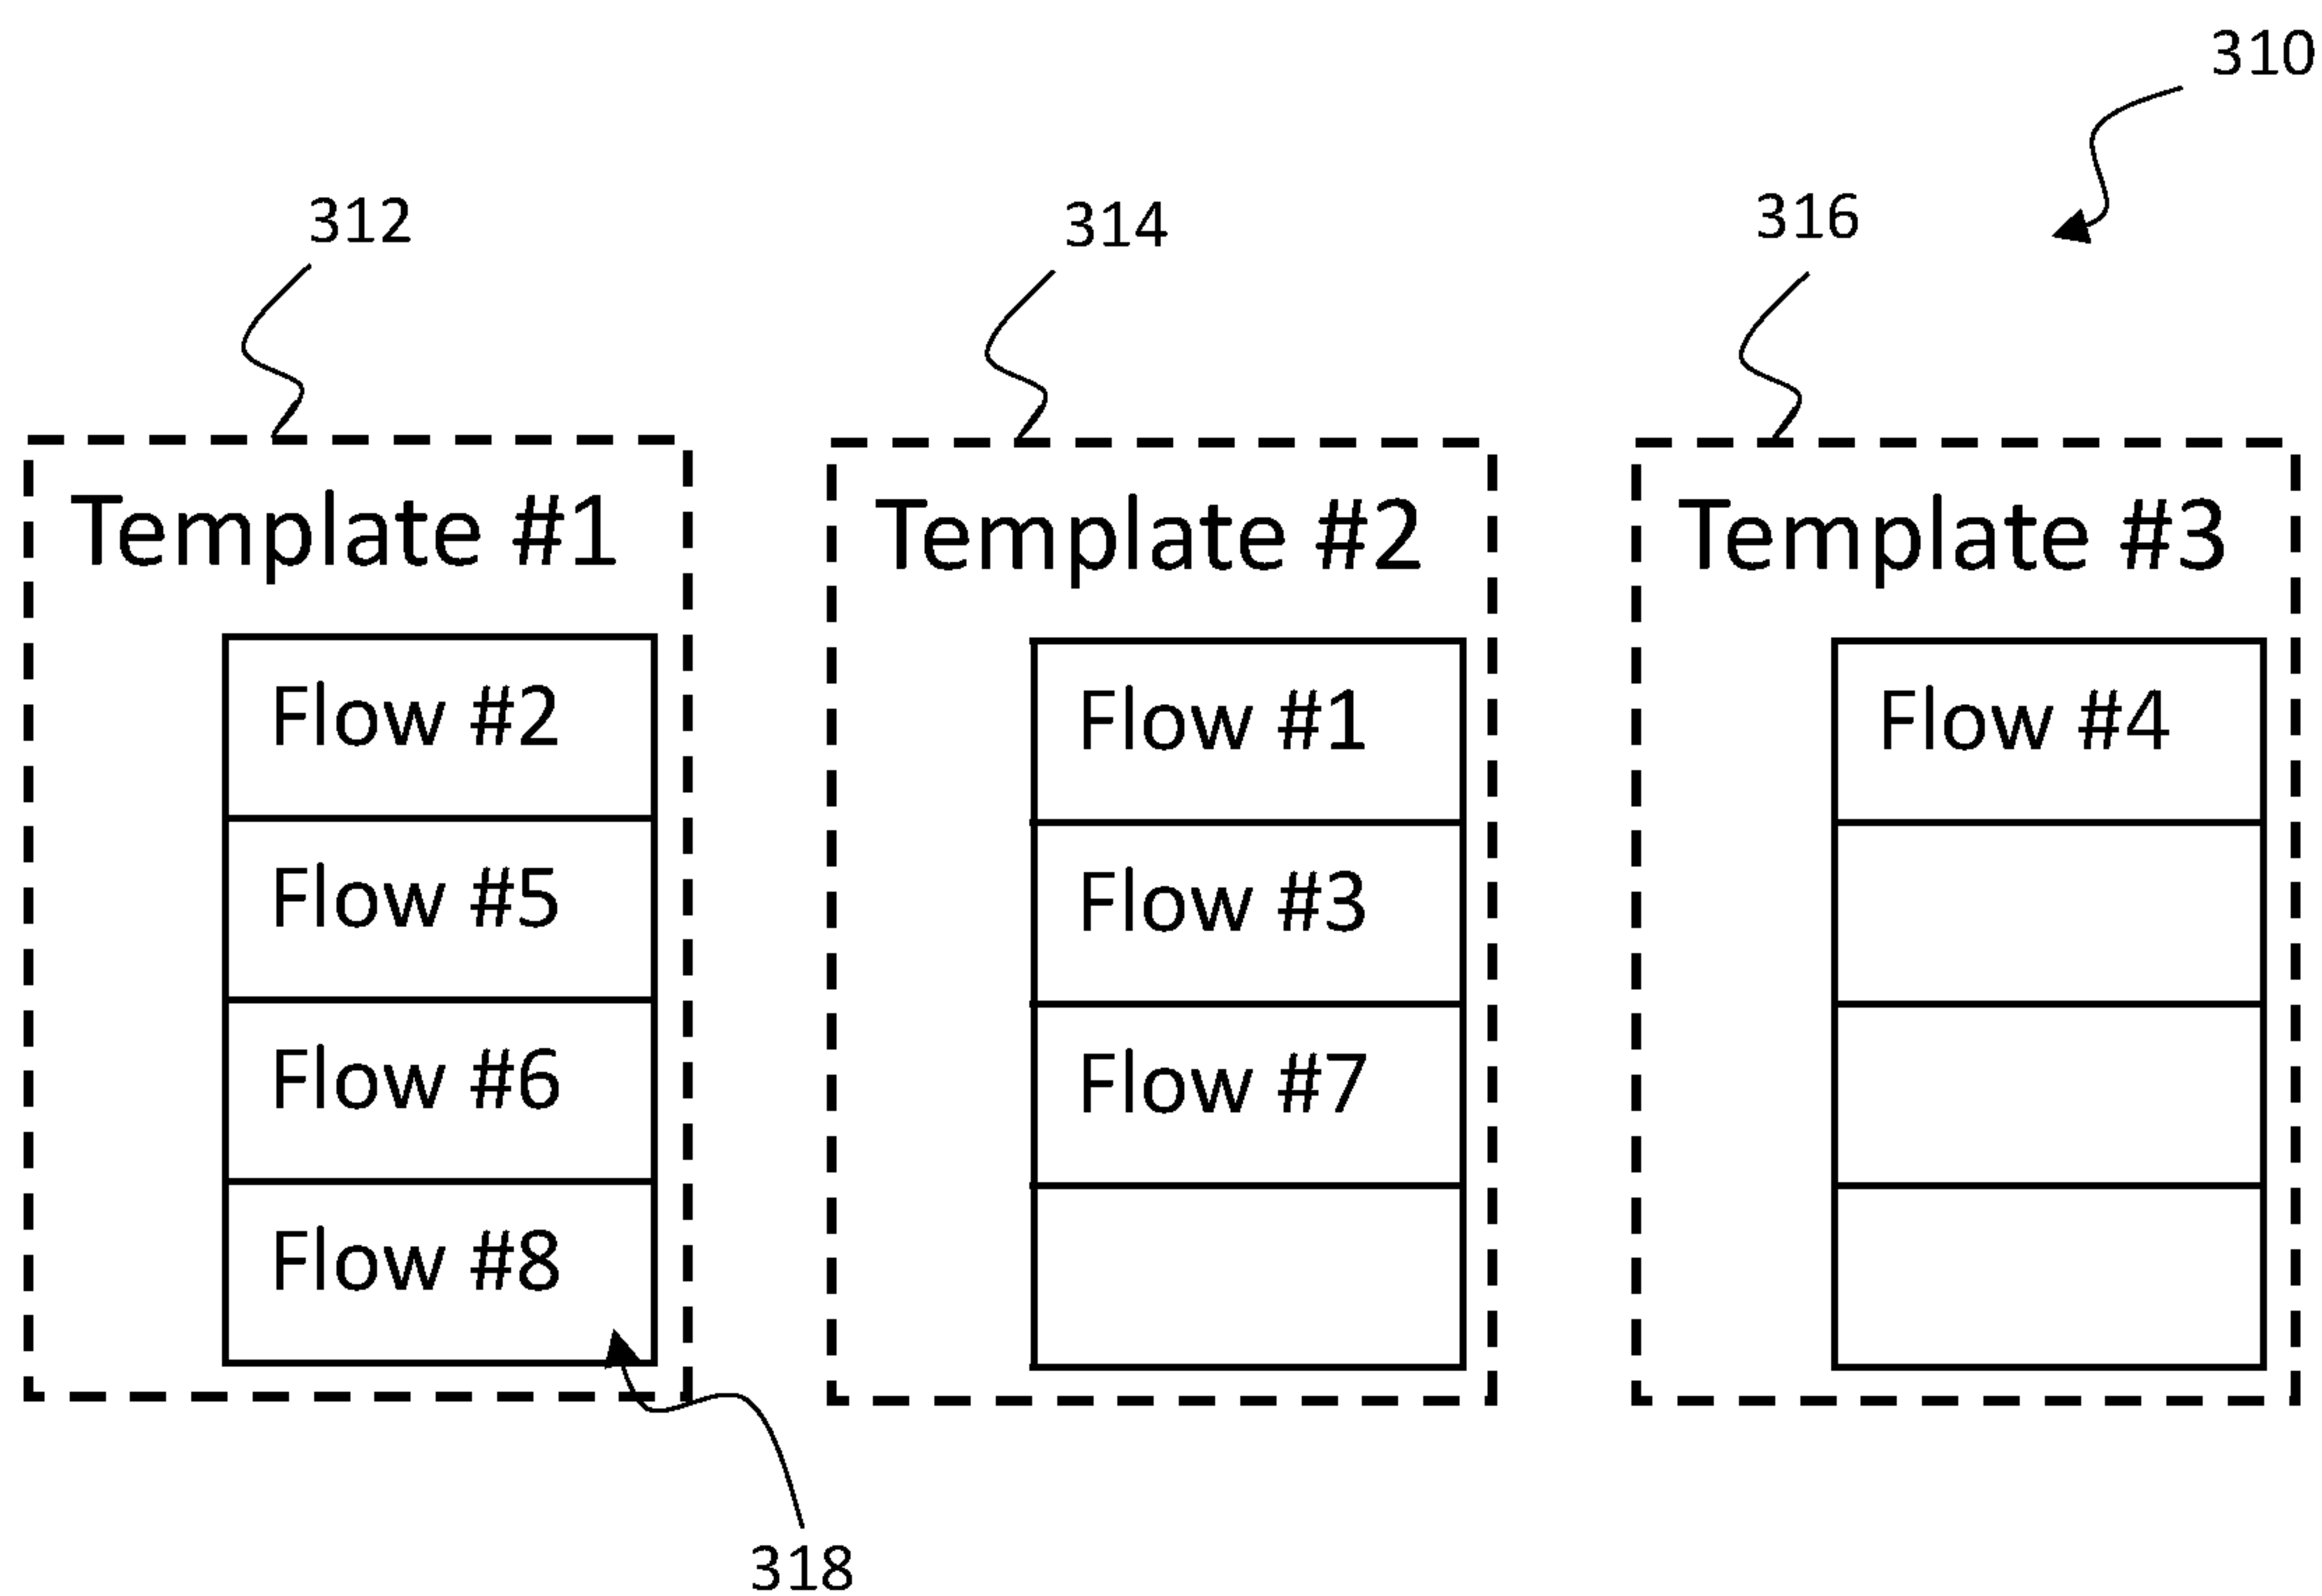 310
312
314
316
Template #1
Flow #2
Flow #5
Flow #6
Flow #8
Template #2
Flow #1
Flow #3
Flow #7
Template #3
Flow #4
318